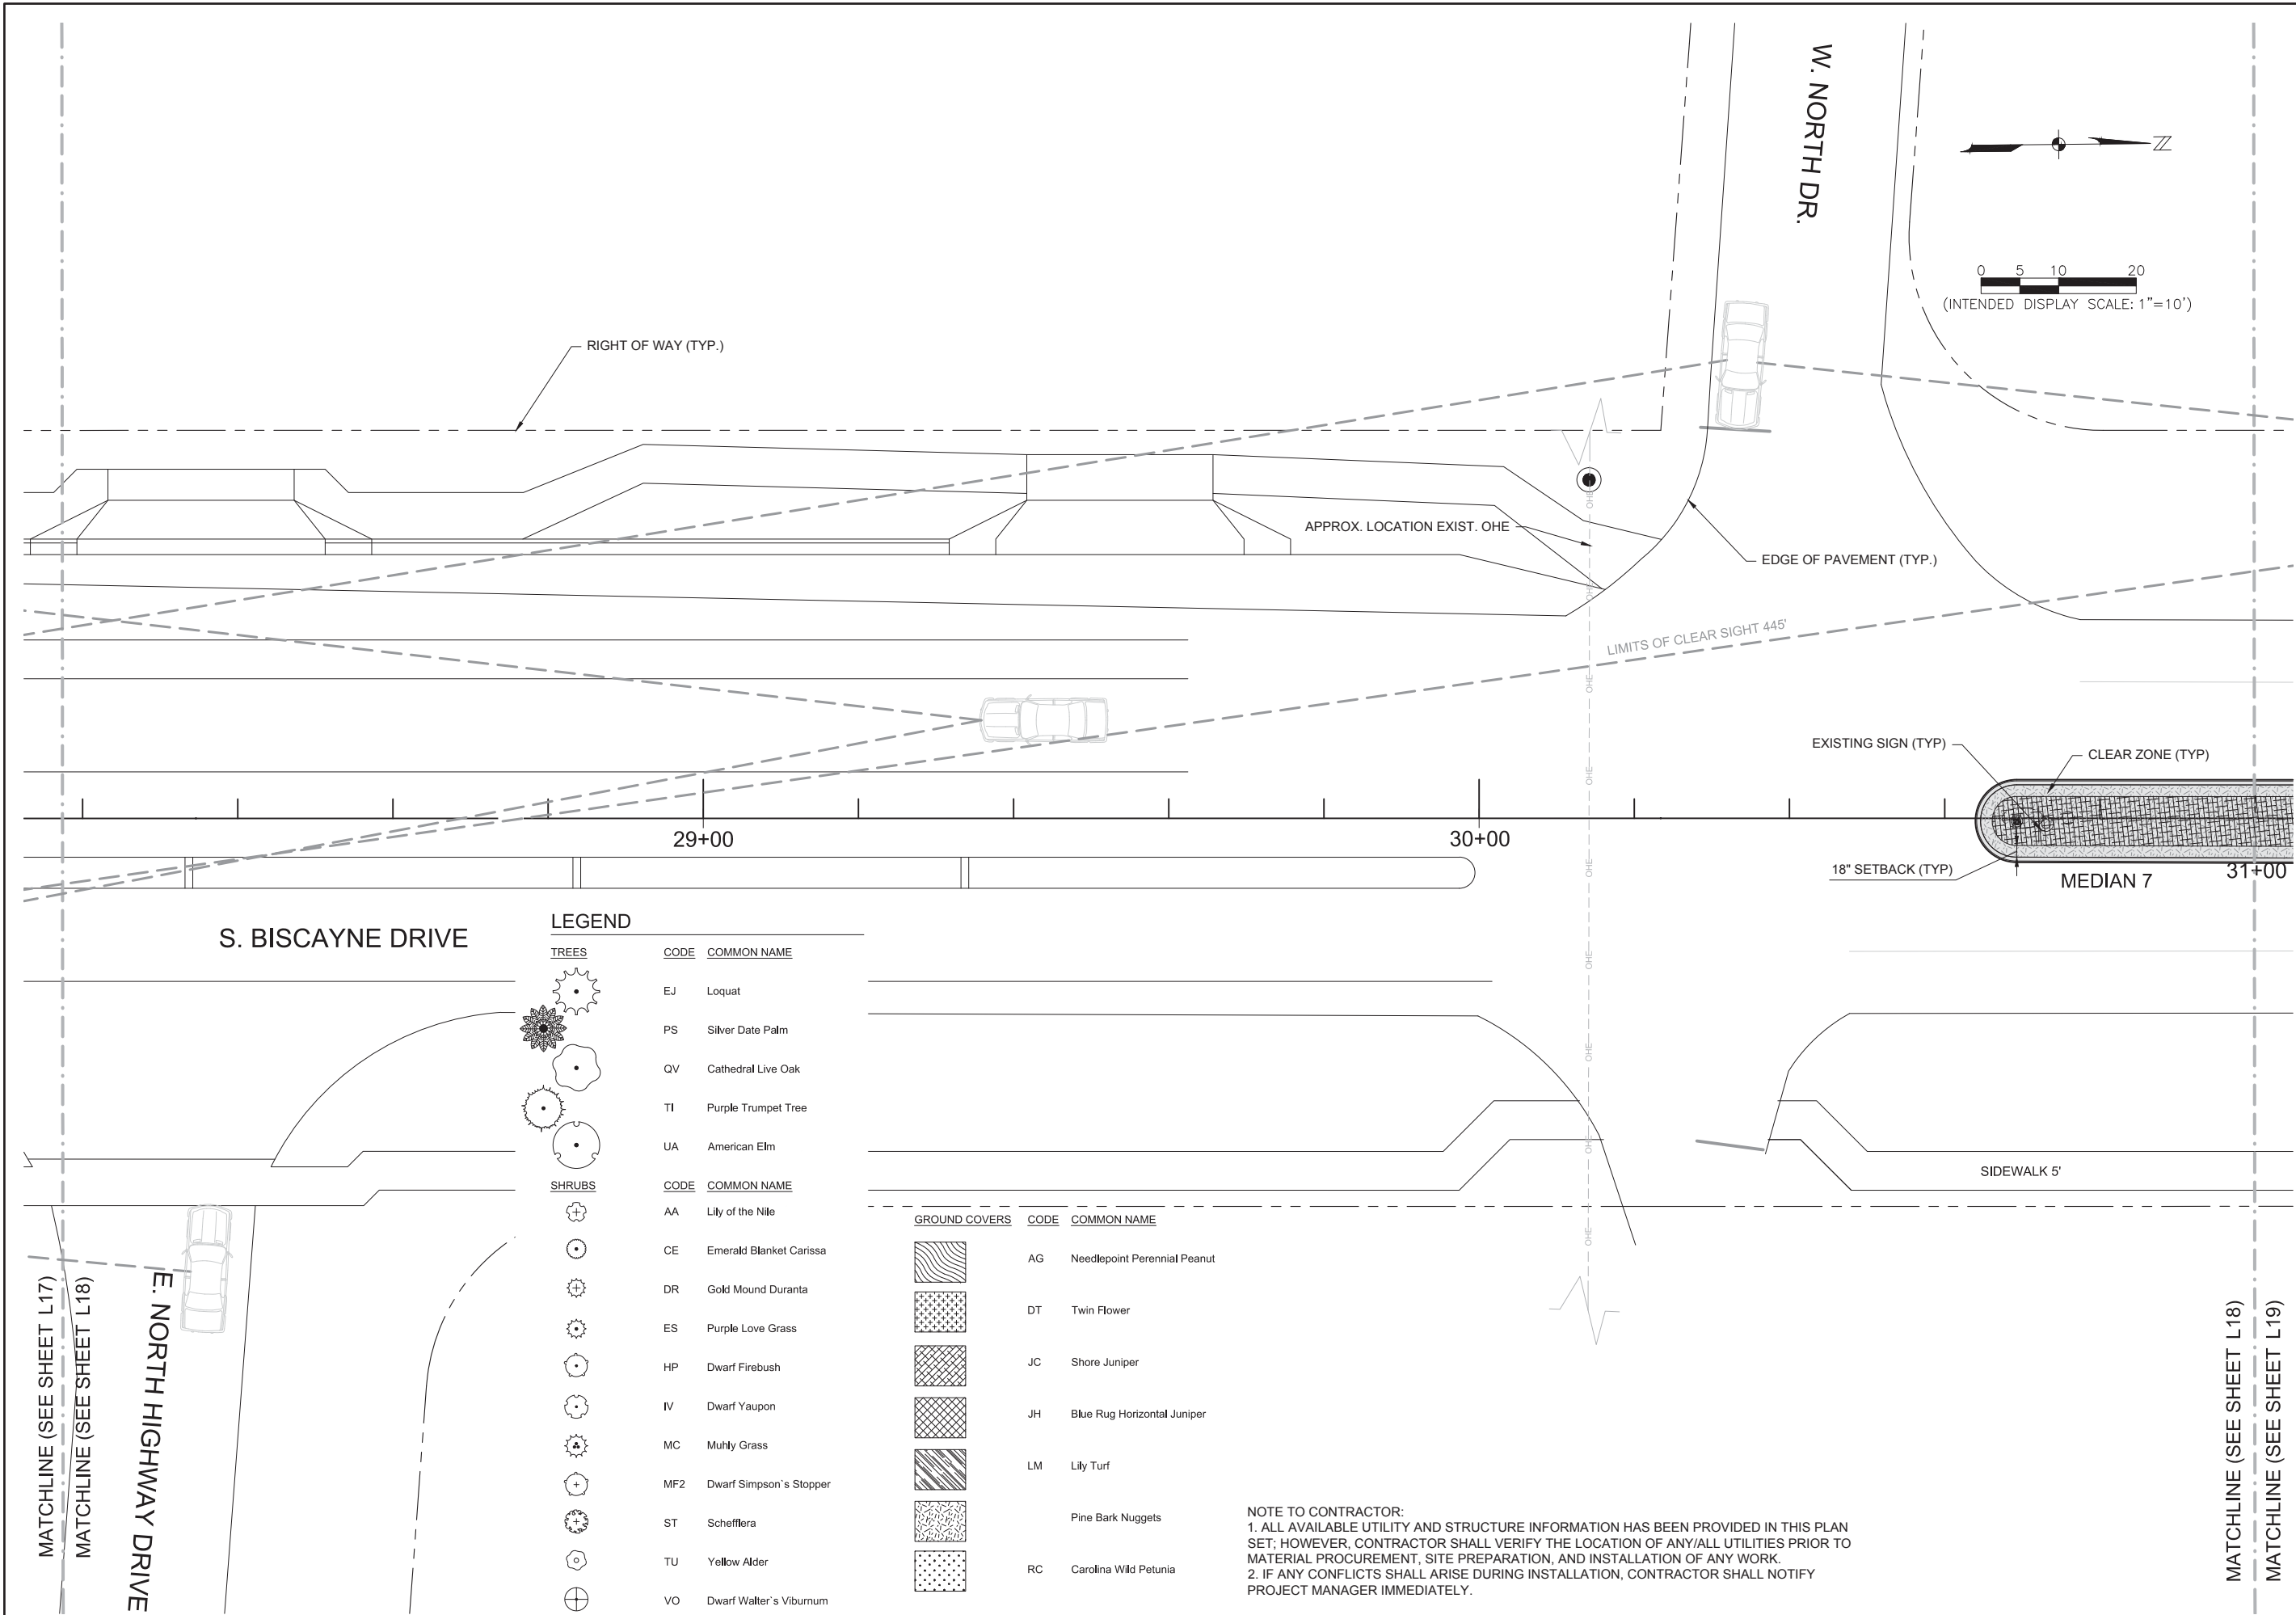 W. NORTH DR.
N
0 5 10 20
(INTENDED DISPLAY SCALE: 1"=10')
RIGHT OF WAY (TYP.)
APPROX. LOCATION EXIST. OHE
EDGE OF PAVEMENT (TYP.)
LIMITS OF CLEAR SIGHT 445'
OHE
OHE
OHE
OHE
OHE
OHE
OHE
OHE
OHE
EXISTING SIGN (TYP)
CLEAR ZONE (TYP)
29+00
30+00
18" SETBACK (TYP)
MEDIAN 7
31+00
S. BISCAYNE DRIVE
LEGEND
TREES CODE COMMON NAME
EJ Loquat
PS Silver Date Palm
QV Cathedral Live Oak
TI Purple Trumpet Tree
UA American Elm
SHRUBS CODE COMMON NAME
AA Lily of the Nile
CE Emerald Blanket Carissa
DR Gold Mound Duranta
ES Purple Love Grass
HP Dwarf Firebush
IV Dwarf Yaupon
MC Muhly Grass
MF2 Dwarf Simpson`s Stopper
ST Schefflera
TU Yellow Alder
VO Dwarf Walter`s Viburnum
GROUND COVERS CODE COMMON NAME
AG Needlepoint Perennial Peanut
DT Twin Flower
JC Shore Juniper
JH Blue Rug Horizontal Juniper
LM Lily Turf
Pine Bark Nuggets
RC Carolina Wild Petunia
SIDEWALK 5'
NOTE TO CONTRACTOR:
1. ALL AVAILABLE UTILITY AND STRUCTURE INFORMATION HAS BEEN PROVIDED IN THIS PLAN
SET; HOWEVER, CONTRACTOR SHALL VERIFY THE LOCATION OF ANY/ALL UTILITIES PRIOR TO
MATERIAL PROCUREMENT, SITE PREPARATION, AND INSTALLATION OF ANY WORK.
2. IF ANY CONFLICTS SHALL ARISE DURING INSTALLATION, CONTRACTOR SHALL NOTIFY
PROJECT MANAGER IMMEDIATELY.
MATCHLINE (SEE SHEET L17)
MATCHLINE (SEE SHEET L18)
E. NORTH HIGHWAY DRIVE
MATCHLINE (SEE SHEET L18)
MATCHLINE (SEE SHEET L19)